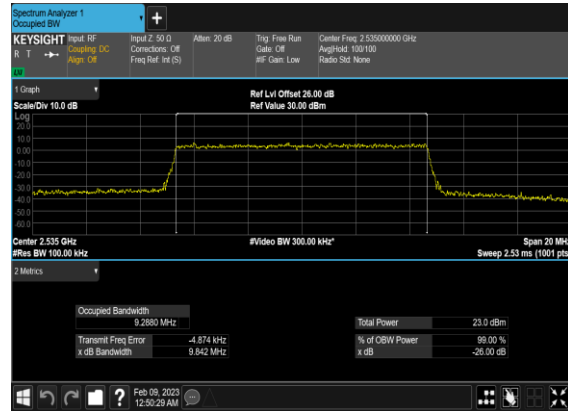 Spectrum Analyzer 1
Occupied BW
+
KEYSIGHT
R T
LXI
Input: RF
Coupling: DC
Align: Off
Input Z: 50 Ω
Corrections: Off
Freq Ref: Int (S)
Atten: 20 dB
Trig: Free Run
Gate: Off
#IF Gain: Low
Center Freq: 2.535000000 GHz
Avg|Hold: 100/100
Radio Std: None
1 Graph
Scale/Div 10.0 dB
Ref Lvl Offset 26.00 dB
Ref Value 30.00 dBm
Log
20.0
10.0
0.00
-10.0
-20.0
-30.0
-40.0
-50.0
-60.0
Center 2.535 GHz
#Res BW 100.00 kHz
#Video BW 300.00 kHz*
Span 20 MHz
Sweep 2.53 ms (1001 pts)
2 Metrics
Occupied Bandwidth
9.2880 MHz
Transmit Freq Error -4.874 kHz
x dB Bandwidth 9.842 MHz
Total Power 23.0 dBm
% of OBW Power 99.00 %
x dB -26.00 dB
?
Feb 09, 2023
12:50:29 AM